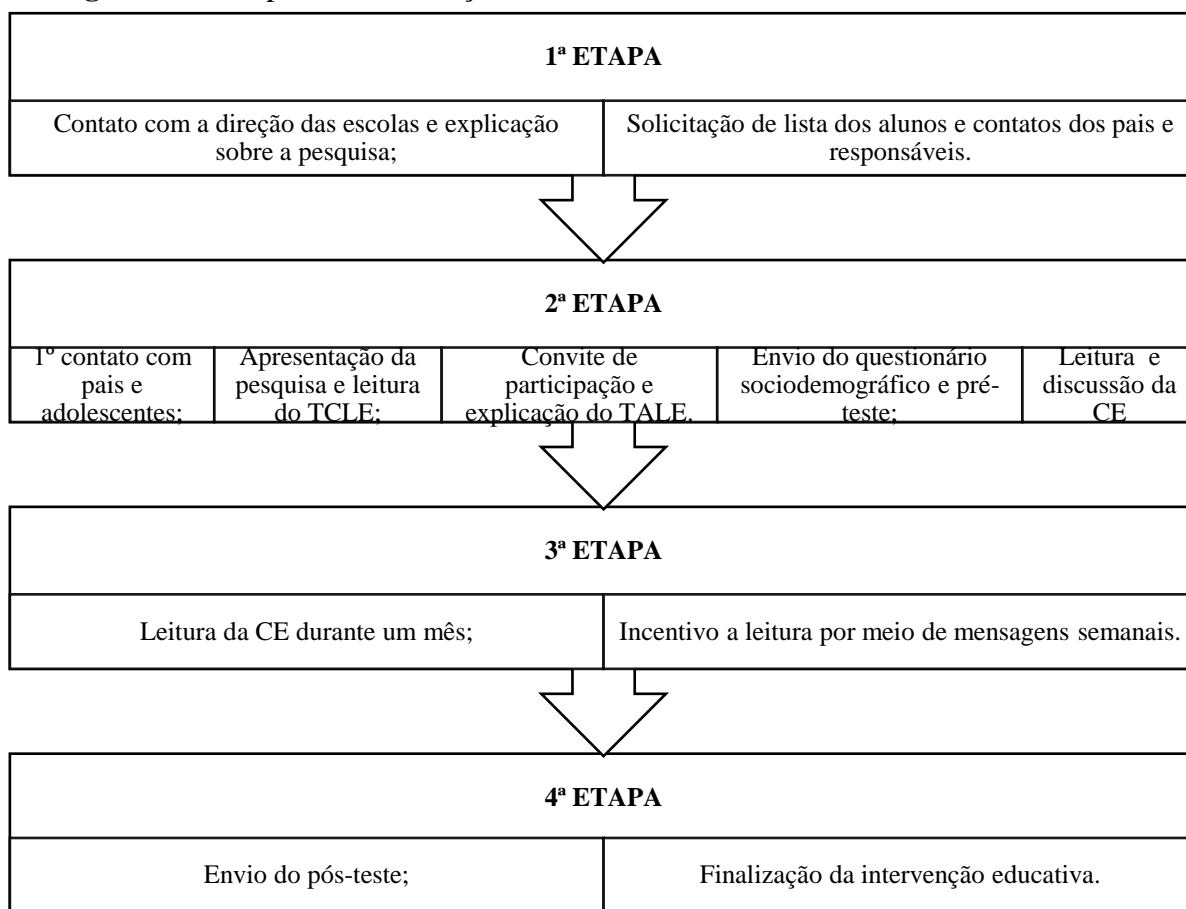 1ª ETAPA
Contato com a direção das escolas e explicação
sobre a pesquisa;
Solicitação de lista dos alunos e contatos dos pais e
responsáveis.
2ª ETAPA
1º contato com
pais e
adolescentes;
Apresentação da
pesquisa e leitura
do TCLE;
Convite de
participação e
explicação do TALE.
Envio do questionário
sociodemográfico e pré-
teste;
Leitura e
discussão da
CE
3ª ETAPA
Leitura da CE durante um mês;
Incentivo a leitura por meio de mensagens semanais.
4ª ETAPA
Envio do pós-teste;
Finalização da intervenção educativa.